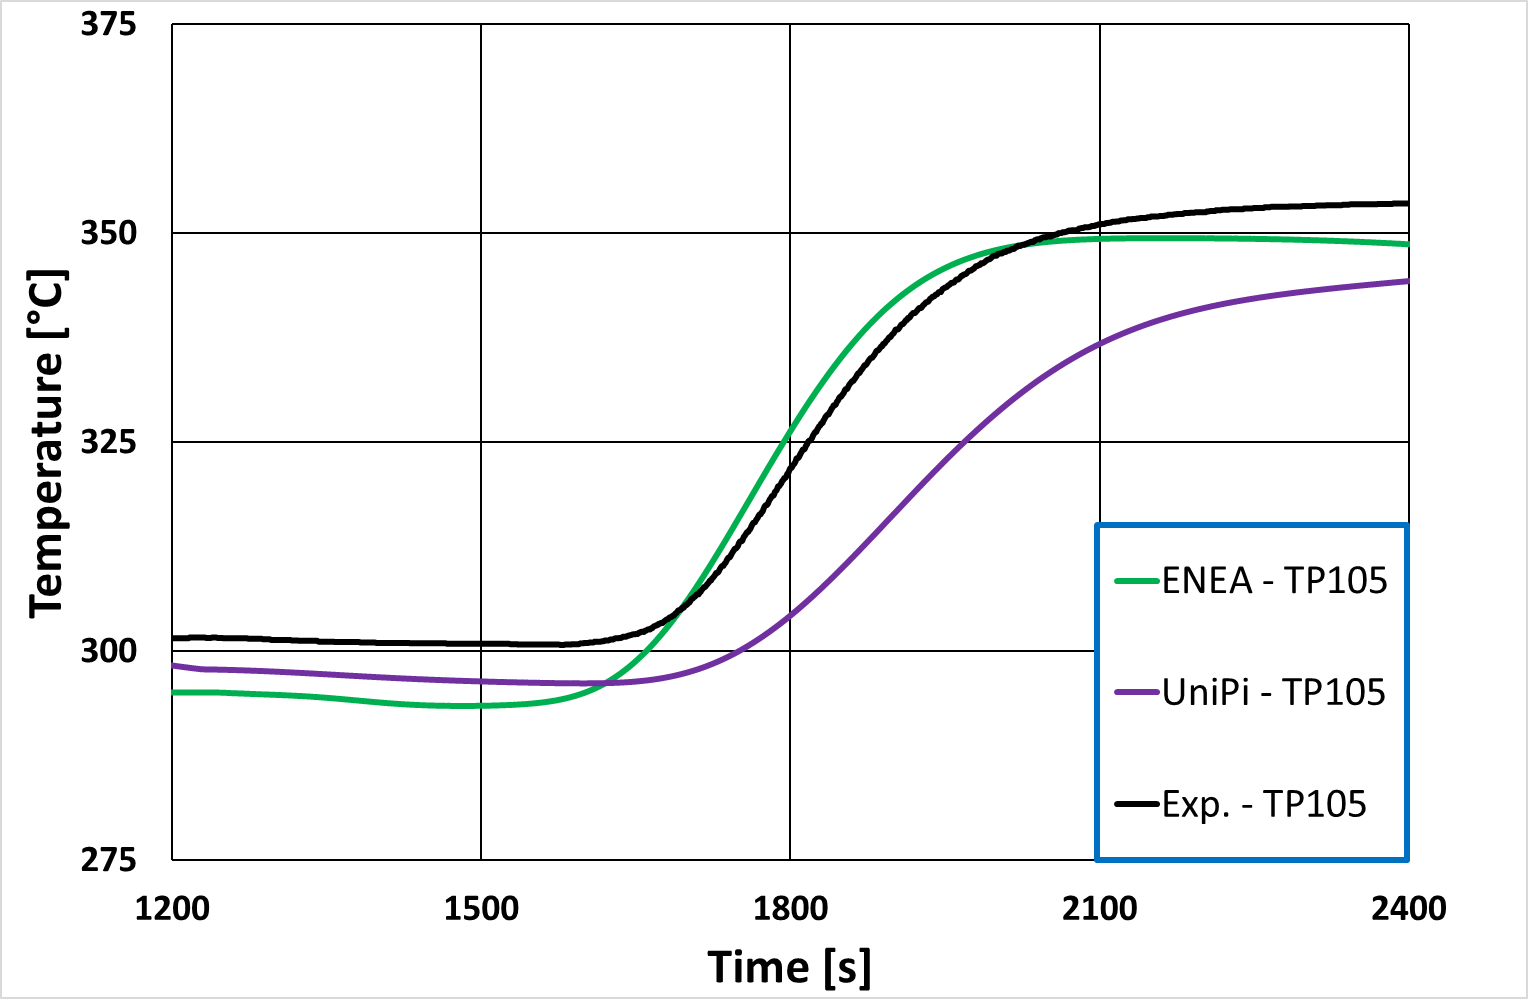 375
350
325
300
275
Temperature [°C]
1200 1500 1800 2100 2400
Time [s]
ENEA - TP105
UniPi - TP105
Exp. - TP105